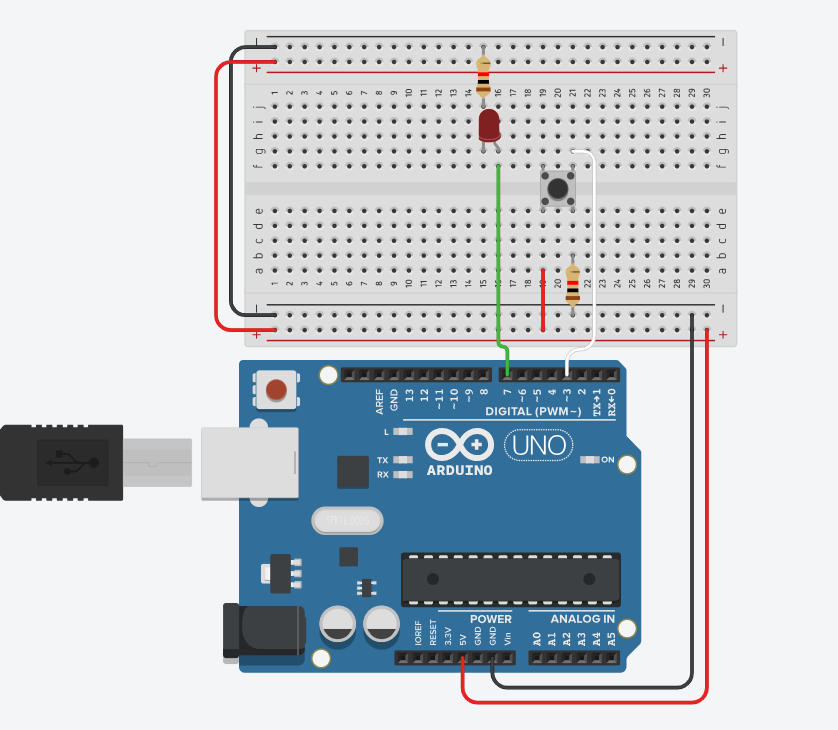 − −
+ +
1 2 3 4 5 6 7 8 9 10 11 12 13 14 15 16 17 18 19 20 21 22 23 24 25 26 27 28 29 30
j j
i i
h h
g g
f f
e e
d d
c c
b b
a a
1 2 3 4 5 6 7 8 9 10 11 12 13 14 15 16 17 18 19 20 21 22 23 24 25 26 27 28 29 30
− −
+ +
AREF GND 13 12 ~11 ~10 ~9 8 7 ~6 ~5 4 ~3 2 TX→1 RX←0
DIGITAL (PWM~)
L
UNO
TX
RX
ARDUINO
ON
POWER ANALOG IN
IOREF RESET 3.3V 5V GND GND Vin A0 A1 A2 A3 A4 A5